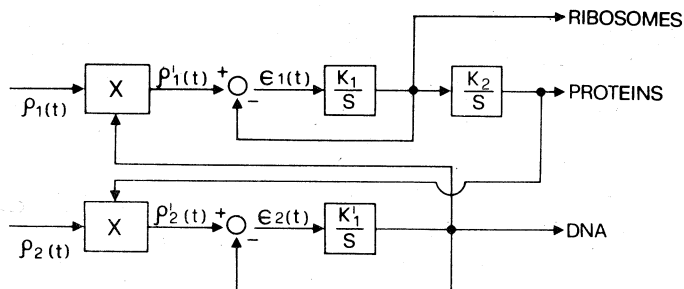 RIBOSOMES
ρ1(t)
X
ρ'1(t)
+
−
ϵ1(t)
K1
S
K2
S
PROTEINS
ρ2(t)
X
ρ'2(t)
+
−
ϵ2(t)
K'1
S
DNA